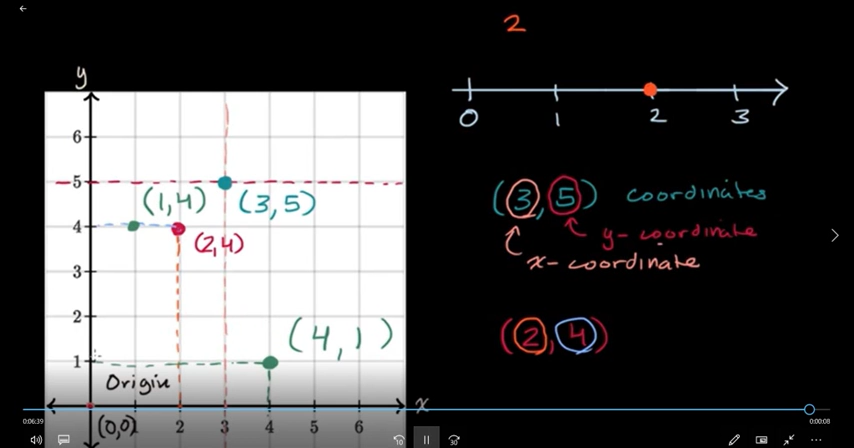 2
y
0 1 2 3
6
5
(1,4) (3,5)
(3,5) coordinates
4
(2,4)
y-coordinate
x-coordinate
3
2
(4,1)
(2,4)
1
Origin
x
0:06:39
0:00:08
(0,0)
2 3 4 5 6
10
30